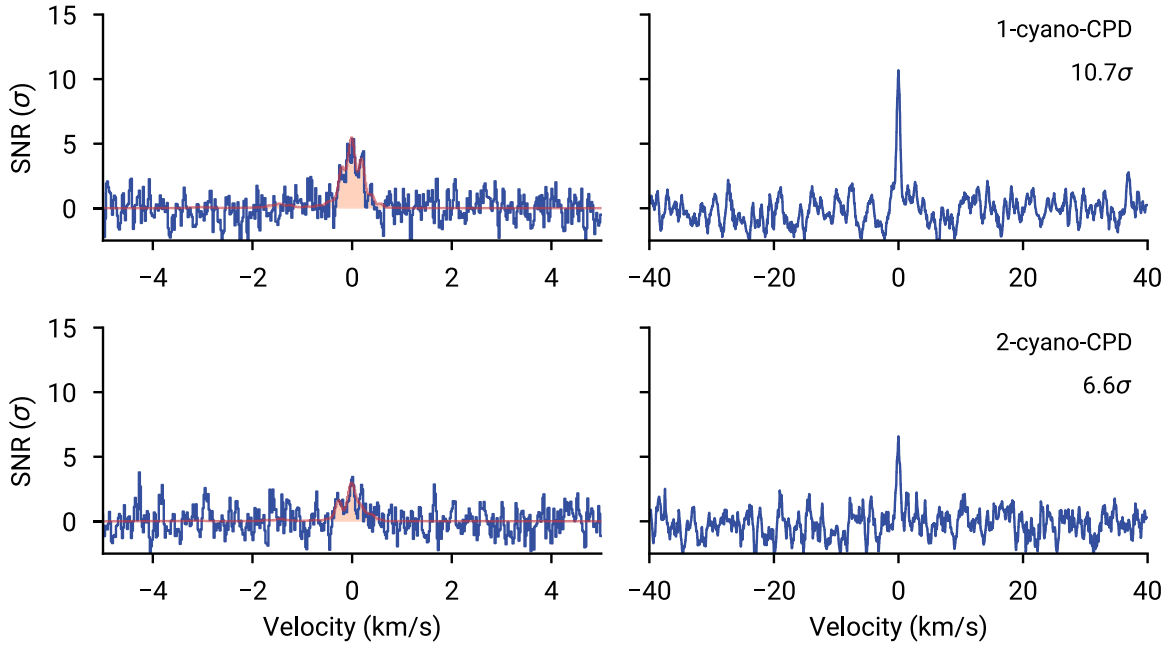 15
10
5
0
SNR (σ)
−4 −2 0 2 4
1-cyano-CPD
10.7σ
−40 −20 0 20 40
15
10
5
0
SNR (σ)
−4 −2 0 2 4
Velocity (km/s)
2-cyano-CPD
6.6σ
−40 −20 0 20 40
Velocity (km/s)